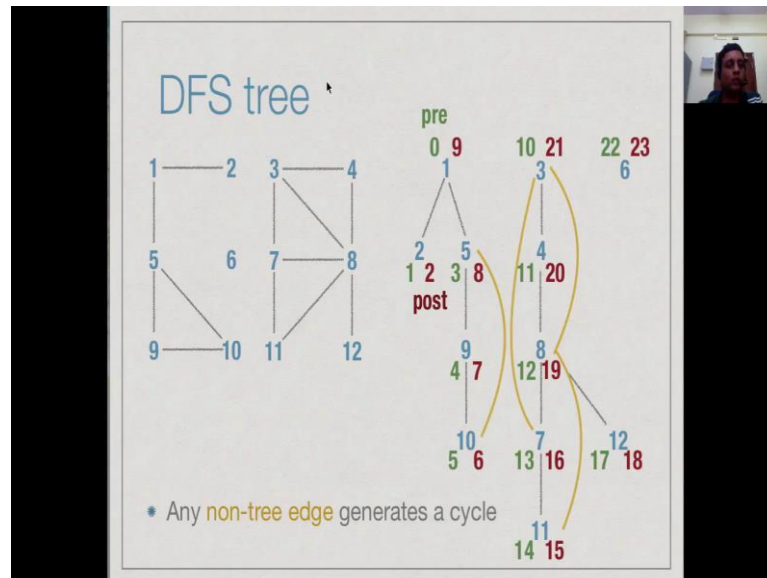 DFS tree
pre
0 9 10 21 22 23
1 2 3 4 1 3 6
5 6 7 8 2 5 4
1 2 3 8 11 20
post
9 10 11 12 9 8
4 7 12 19
10 7 12
5 6 13 16 17 18
Any non-tree edge generates a cycle
11
14 15